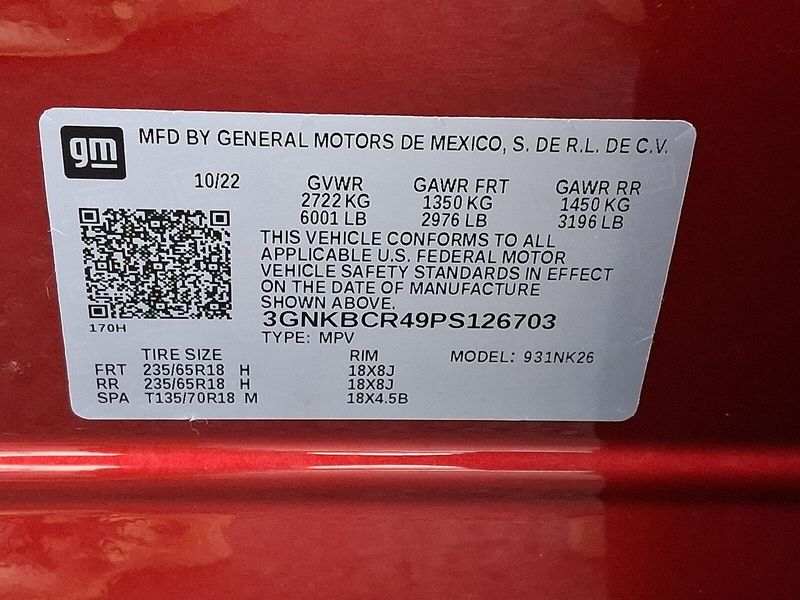 gm
MFD BY GENERAL MOTORS DE MEXICO, S. DE R.L. DE C.V.
10/22 GVWR GAWR FRT GAWR RR
2722 KG 1350 KG 1450 KG
6001 LB 2976 LB 3196 LB
THIS VEHICLE CONFORMS TO ALL
APPLICABLE U.S. FEDERAL MOTOR
VEHICLE SAFETY STANDARDS IN EFFECT
ON THE DATE OF MANUFACTURE
SHOWN ABOVE.
3GNKBCR49PS126703
170H
TYPE: MPV
TIRE SIZE RIM MODEL: 931NK26
FRT 235/65R18 H 18X8J
RR 235/65R18 H 18X8J
SPA T135/70R18 M 18X4.5B